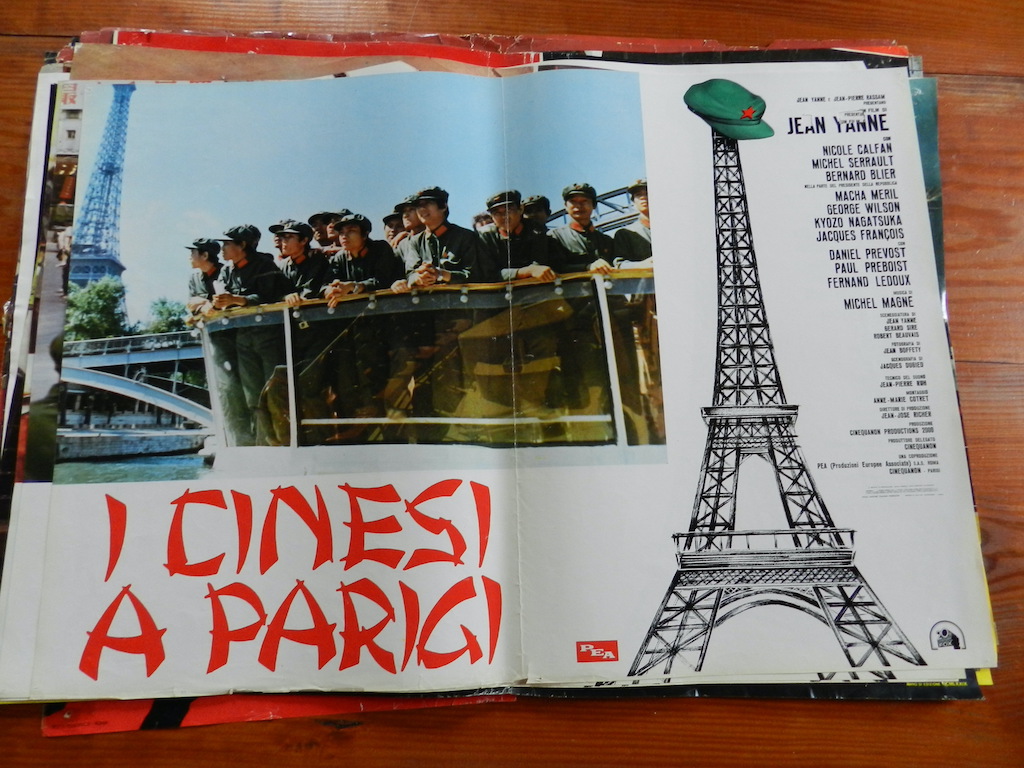 I CINESI
A PARIGI
JEAN YANNE e JEAN-PIERRE RASSAM
PRESENTANO
UN FILM DI
JEAN YANNE
CON
NICOLE CALFAN
MICHEL SERRAULT
BERNARD BLIER
NELLA PARTE DEL PRESIDENTE DELLA REPUBBLICA
MACHA MERIL
GEORGE WILSON
KYOZO NAGATSUKA
JACQUES FRANÇOIS
CON
DANIEL PREVOST
PAUL PREBOIST
FERNAND LEDOUX
MUSICA DI
MICHEL MAGNE
SCENEGGIATURA DI
JEAN YANNE
GERARD SIRE
ROBERT BEAUVAIS
FOTOGRAFIA DI
JEAN BOFFETY
SCENOGRAFIA DI
JACQUES DUGIED
TECNICO DEL SUONO
JEAN-PIERRE RUH
MONTAGGIO
ANNE-MARIE COTRET
DIRETTORE DI PRODUZIONE
JEAN-JOSE RICHER
PRODUZIONE
CINEQUANON PRODUCTIONS 2000
PRODUTTORE DELEGATO
CINEQUANON
UNA COPRODUZIONE
PEA (Produzioni Europee Associate) S.A.S. ROMA
CINEQUANON - PARIGI
PEA